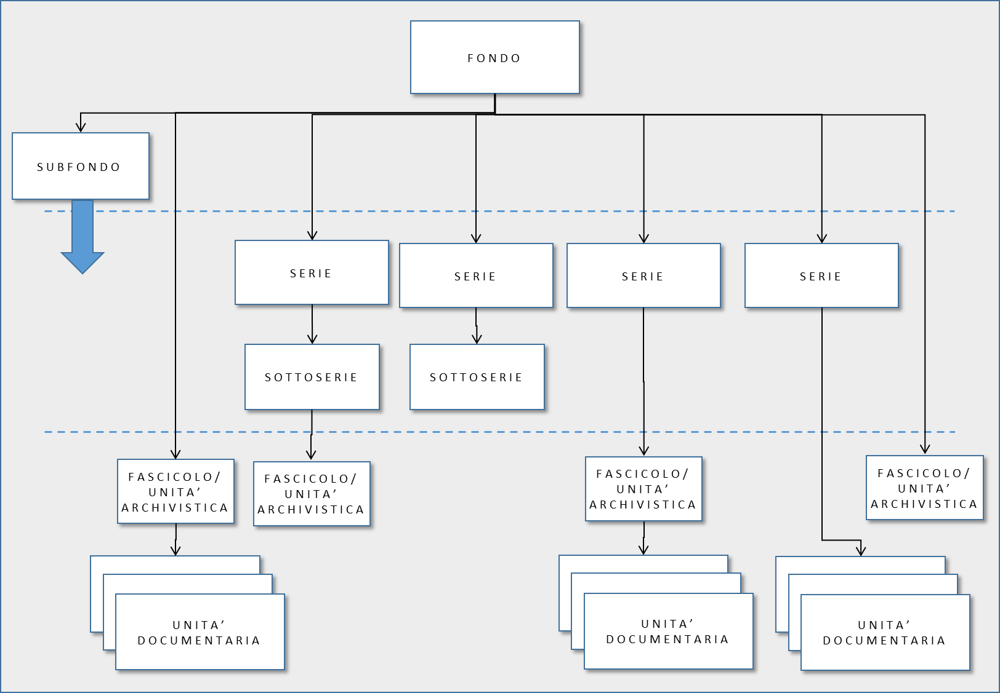 FONDO
SUBFONDO
SERIE
SERIE
SERIE
SERIE
SOTTOSERIE
SOTTOSERIE
FASCICOLO/
UNITA’
ARCHIVISTICA
FASCICOLO/
UNITA’
ARCHIVISTICA
FASCICOLO/
UNITA’
ARCHIVISTICA
FASCICOLO/
UNITA’
ARCHIVISTICA
UNITA’
DOCUMENTARIA
UNITA’
DOCUMENTARIA
UNITA’
DOCUMENTARIA